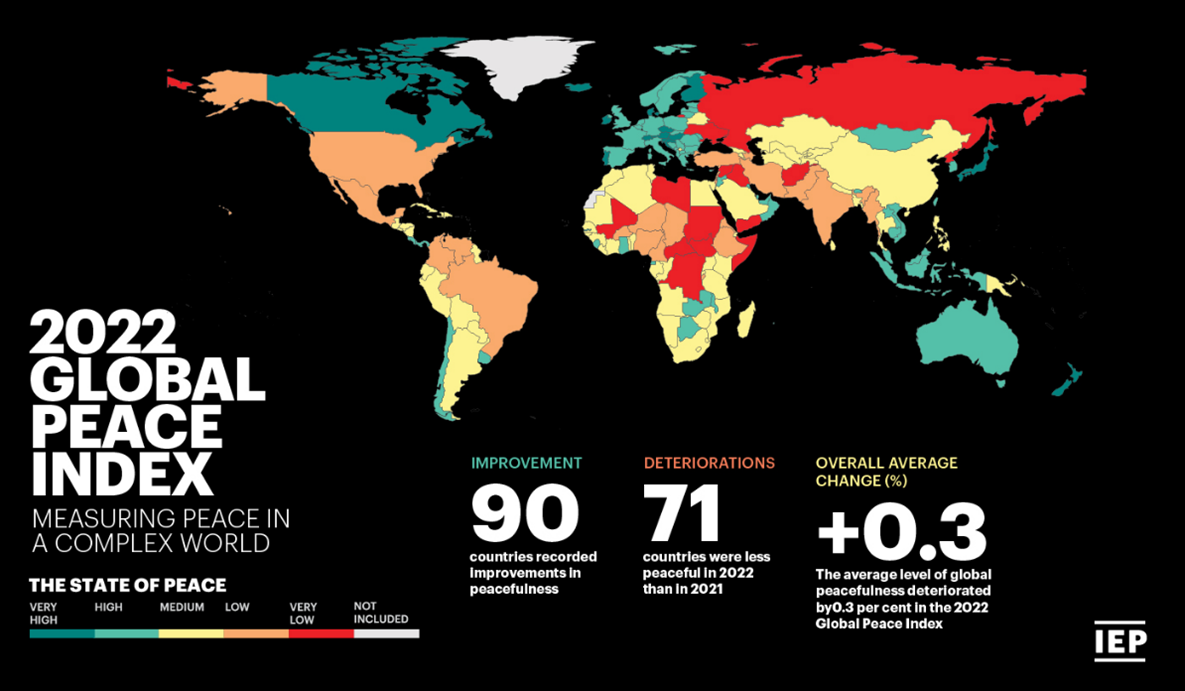 2022
GLOBAL
PEACE
INDEX
MEASURING PEACE IN
A COMPLEX WORLD
THE STATE OF PEACE
VERY
HIGH
HIGH
MEDIUM
LOW
VERY
LOW
NOT
INCLUDED
IMPROVEMENT
90
countries recorded
improvements in
peacefulness
DETERIORATIONS
71
countries were less
peaceful in 2022
than in 2021
OVERALL AVERAGE
CHANGE (%)
+0.3
The average level of global
peacefulness deteriorated
by0.3 per cent in the 2022
Global Peace Index
IEP